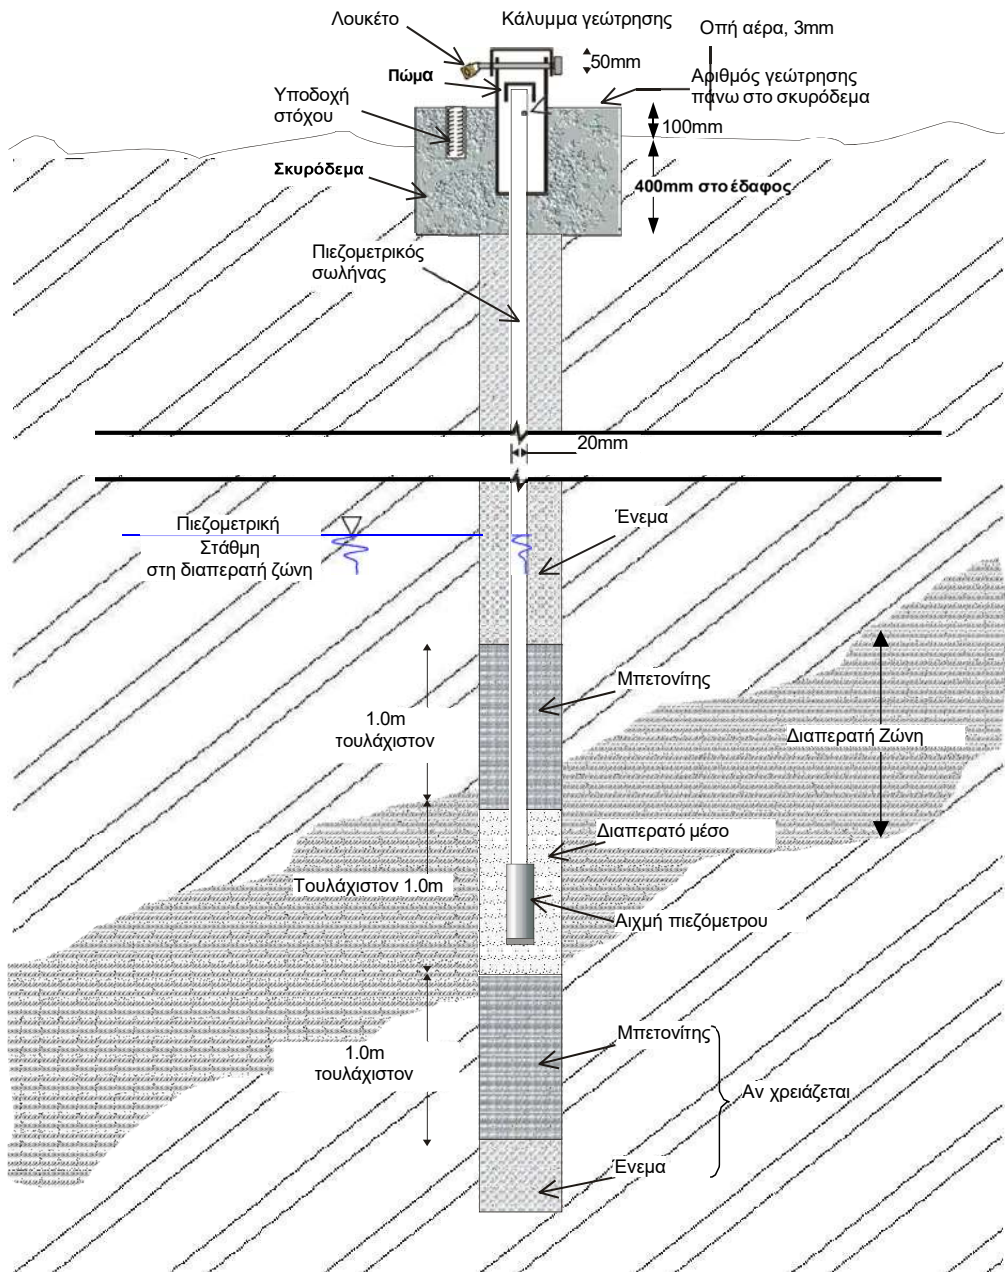 Λουκέτο
Κάλυμμα γεώτρησης
Οπή αέρα, 3mm
50mm
Πώμα
Αριθμός γεώτρησης
πάνω στο σκυρόδεμα
Υποδοχή
στόχου
100mm
Σκυρόδεμα
400mm στο έδαφος
Πιεζομετρικός
σωλήνας
20mm
Πιεζομετρική
Στάθμη
στη διαπερατή ζώνη
Ένεμα
Μπετονίτης
1.0m
τουλάχιστον
Διαπερατή Ζώνη
Διαπερατό μέσο
Τουλάχιστον 1.0m
Αιχμή πιεζόμετρου
Μπετονίτης
1.0m
τουλάχιστον
Αν χρειάζεται
Ένεμα